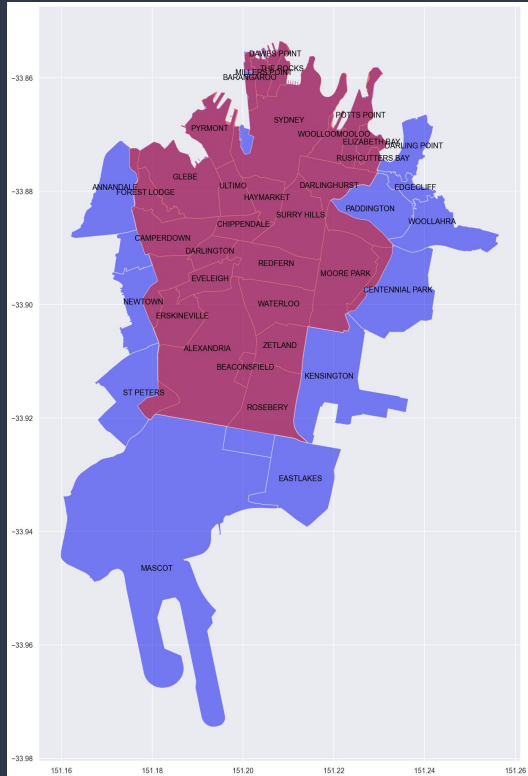 DAWES POINT
THE ROCKS
MILLERS POINT
BARANGAROO
−33.86
SYDNEY
POTTS POINT
PYRMONT
WOOLLOOMOOLOO
ELIZABETH BAY
DARLING POINT
RUSHCUTTERS BAY
GLEBE
ANNANDALE
FOREST LODGE
ULTIMO
DARLINGHURST
EDGECLIFF
−33.88
HAYMARKET
PADDINGTON
SURRY HILLS
WOOLLAHRA
CHIPPENDALE
CAMPERDOWN
DARLINGTON
REDFERN
EVELEIGH
MOORE PARK
CENTENNIAL PARK
NEWTOWN
WATERLOO
−33.90
ERSKINEVILLE
ALEXANDRIA
ZETLAND
BEACONSFIELD
KENSINGTON
ST PETERS
ROSEBERY
−33.92
EASTLAKES
−33.94
MASCOT
−33.96
−33.98
151.16
151.18
151.20
151.22
151.24
151.26